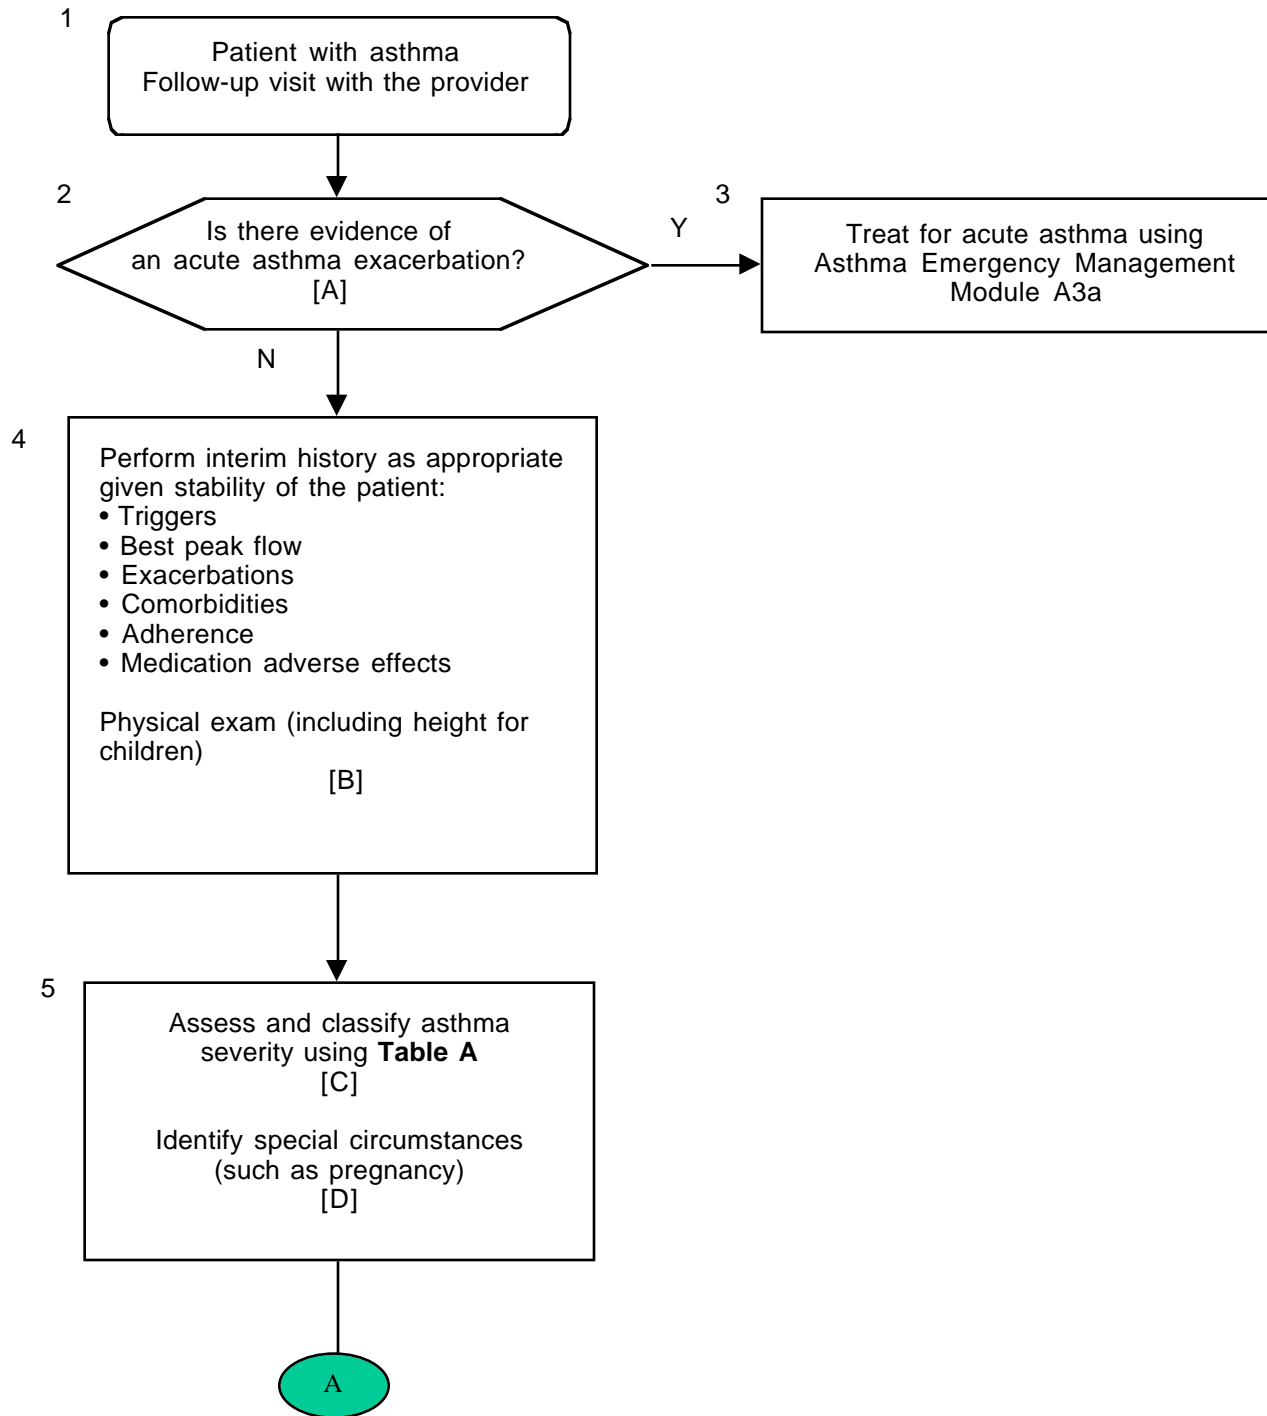 1
Patient with asthma
Follow-up visit with the provider
2
Is there evidence of
an acute asthma exacerbation?
[A]
Y
3
Treat for acute asthma using
Asthma Emergency Management
Module A3a
N
4
Perform interim history as appropriate
given stability of the patient:
• Triggers
• Best peak flow
• Exacerbations
• Comorbidities
• Adherence
• Medication adverse effects
Physical exam (including height for
children)
[B]
5
Assess and classify asthma
severity using Table A
[C]
Identify special circumstances
(such as pregnancy)
[D]
A